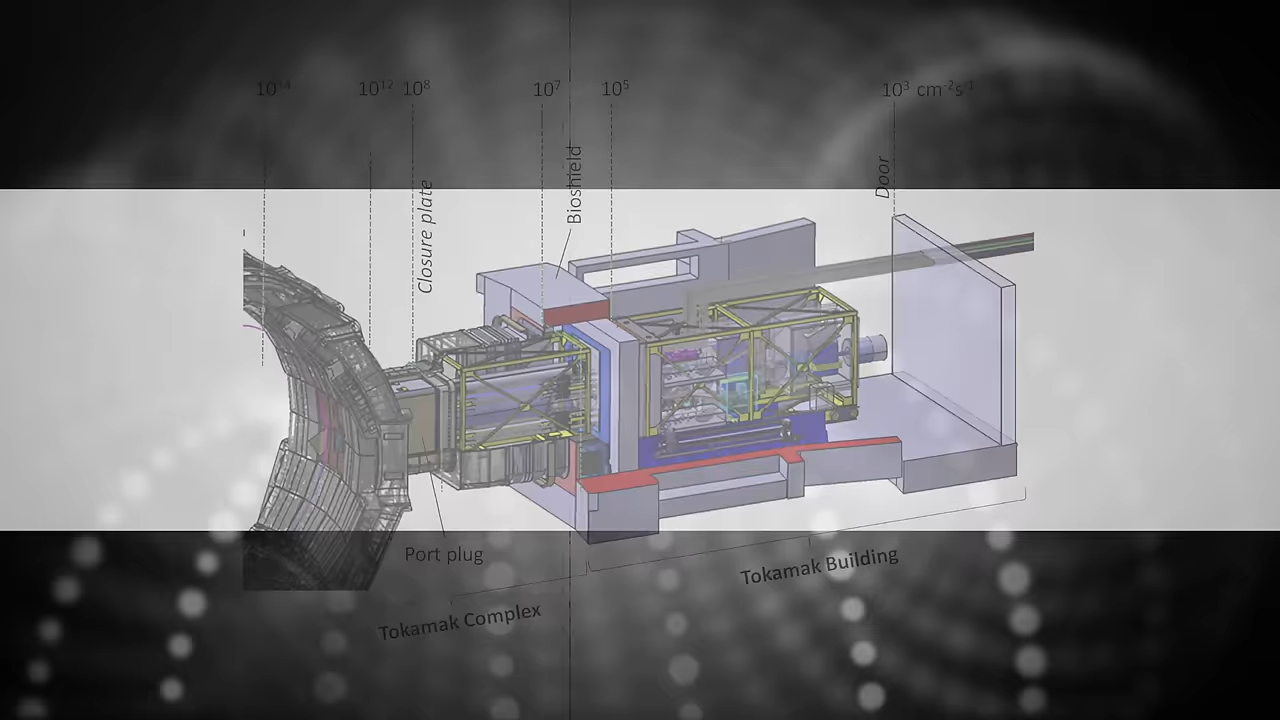 10¹⁴ 10¹² 10⁸ 10⁷ 10⁵ 10³ cm⁻²s⁻¹
Closure plate
Bioshield
Door
Port plug
Tokamak Building
Tokamak Complex